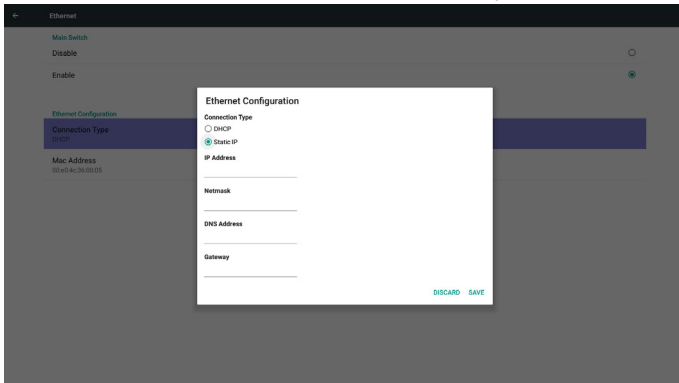 Ethernet
Main Switch
Disable
Enable
Ethernet Configuration
Connection Type
DHCP
Mac Address
Ethernet Configuration
Connection Type
DHCP
Static IP
IP Address
Netmask
DNS Address
Gateway
DISCARD SAVE